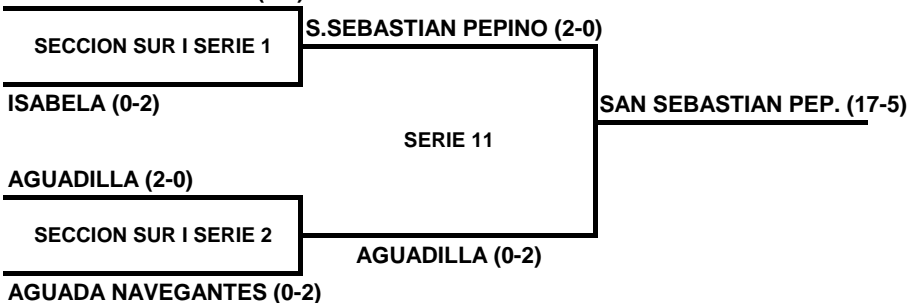 S.SEBASTIAN PEPINO (2-0)
SECCION SUR I SERIE 1
ISABELA (0-2)
SAN SEBASTIAN PEP. (17-5)
SERIE 11
AGUADILLA (2-0)
SECCION SUR I SERIE 2
AGUADILLA (0-2)
AGUADA NAVEGANTES (0-2)